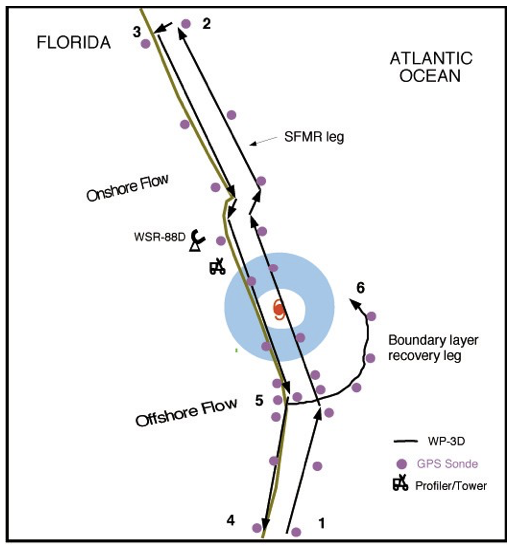 3
2
FLORIDA
ATLANTIC
OCEAN
SFMR leg
Onshore Flow
WSR-88D
6
Boundary layer
recovery leg
5
Offshore Flow
WP-3D
GPS Sonde
Profiler/Tower
4
1